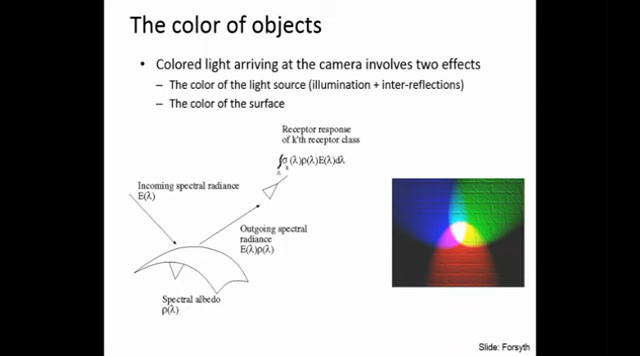 The color of objects
• Colored light arriving at the camera involves two effects
– The color of the light source (illumination + inter-reflections)
– The color of the surface
Receptor response
of k'th receptor class
∫σ (λ)ρ(λ)E(λ)dλ
Incoming spectral radiance
E(λ)
Outgoing spectral
radiance
E(λ)ρ(λ)
Spectral albedo
ρ(λ)
Slide: Forsyth